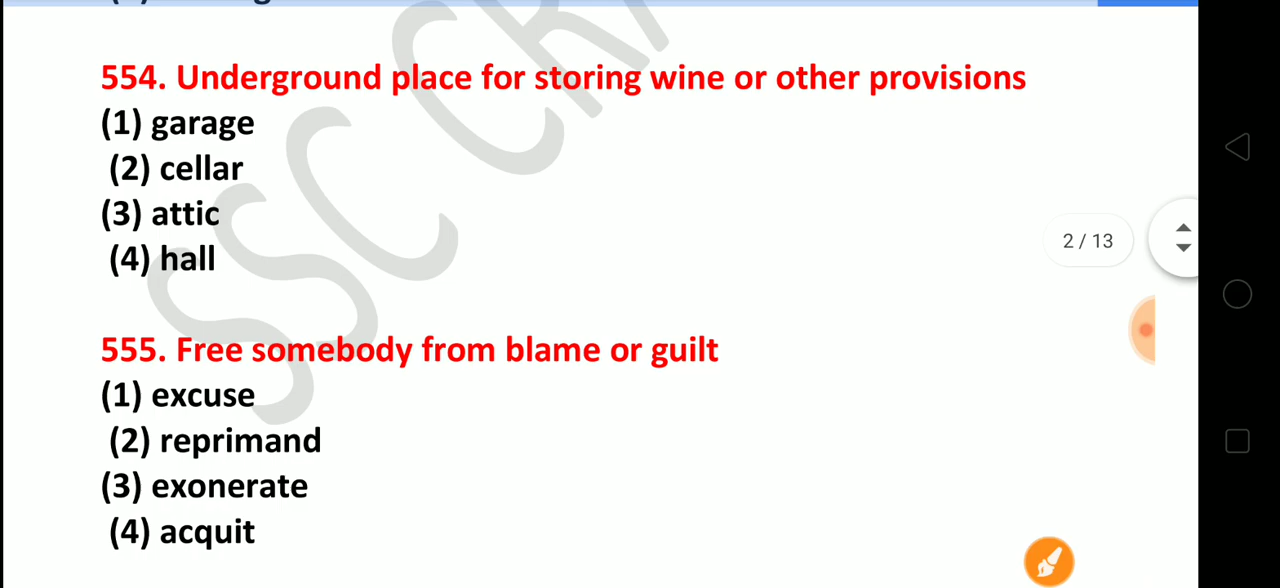 554. Underground place for storing wine or other provisions
(1) garage
(2) cellar
(3) attic
(4) hall
2 / 13
555. Free somebody from blame or guilt
(1) excuse
(2) reprimand
(3) exonerate
(4) acquit